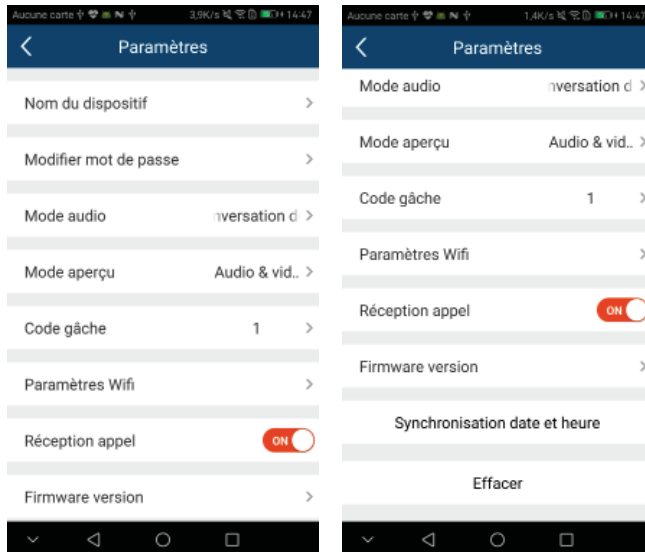 Aucune carte 3,9K/s 14:47
Paramètres
Nom du dispositif
Modifier mot de passe
Mode audio nversation d
Mode aperçu Audio & vid..
Code gâche 1
Paramètres Wifi
Réception appel ON
Firmware version
Aucune carte 1,4K/s 14:47
Paramètres
Mode audio nversation d
Mode aperçu Audio & vid..
Code gâche 1
Paramètres Wifi
Réception appel ON
Firmware version
Synchronisation date et heure
Effacer